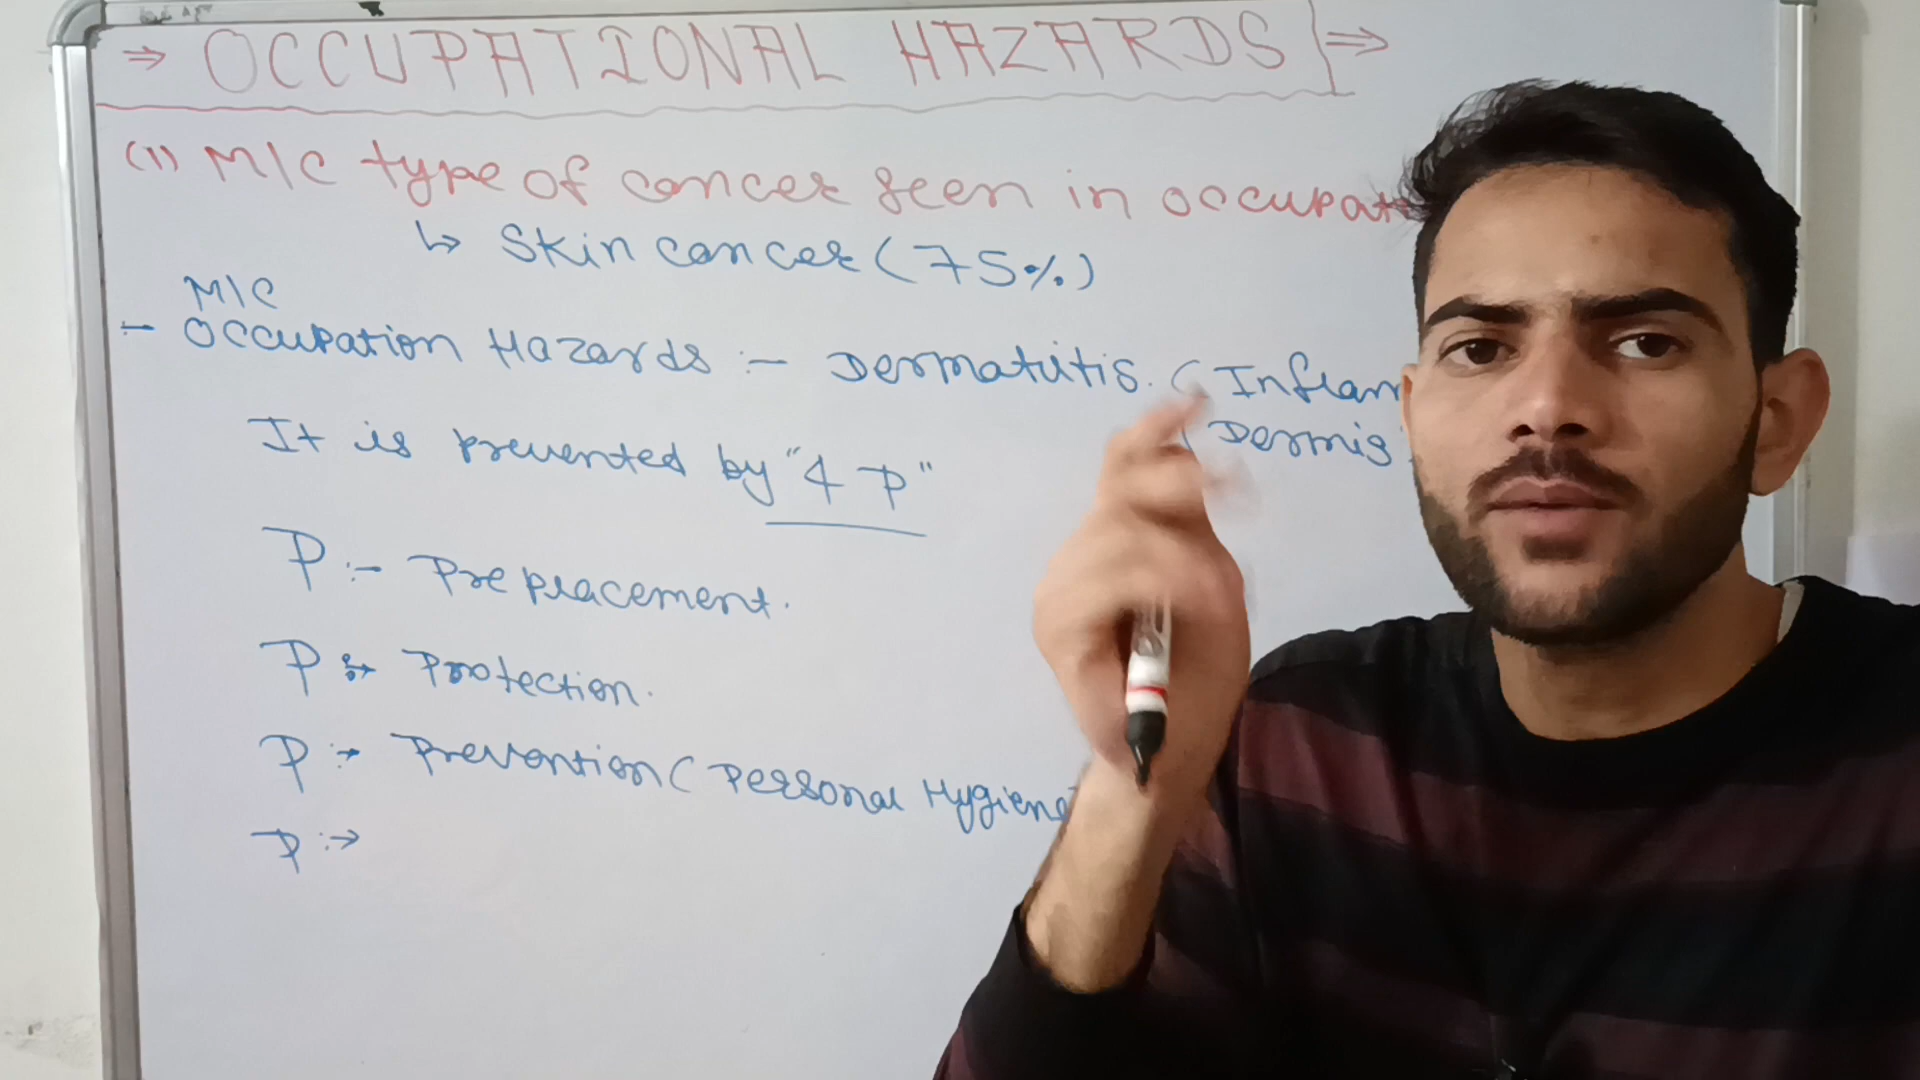 ⇒ OCCUPATIONAL HAZARDS ⇒
(1) M/C type of cancer seen in occupat
↳ Skin cancer (75%)
M/C
- Occupation Hazards :- Dermatitis. (Inflam
(Dermis
It is prevented by "4 P"
P :- Pre placement.
P :→ Protection.
P :→ Prevention (Personal Hygiene
P :→